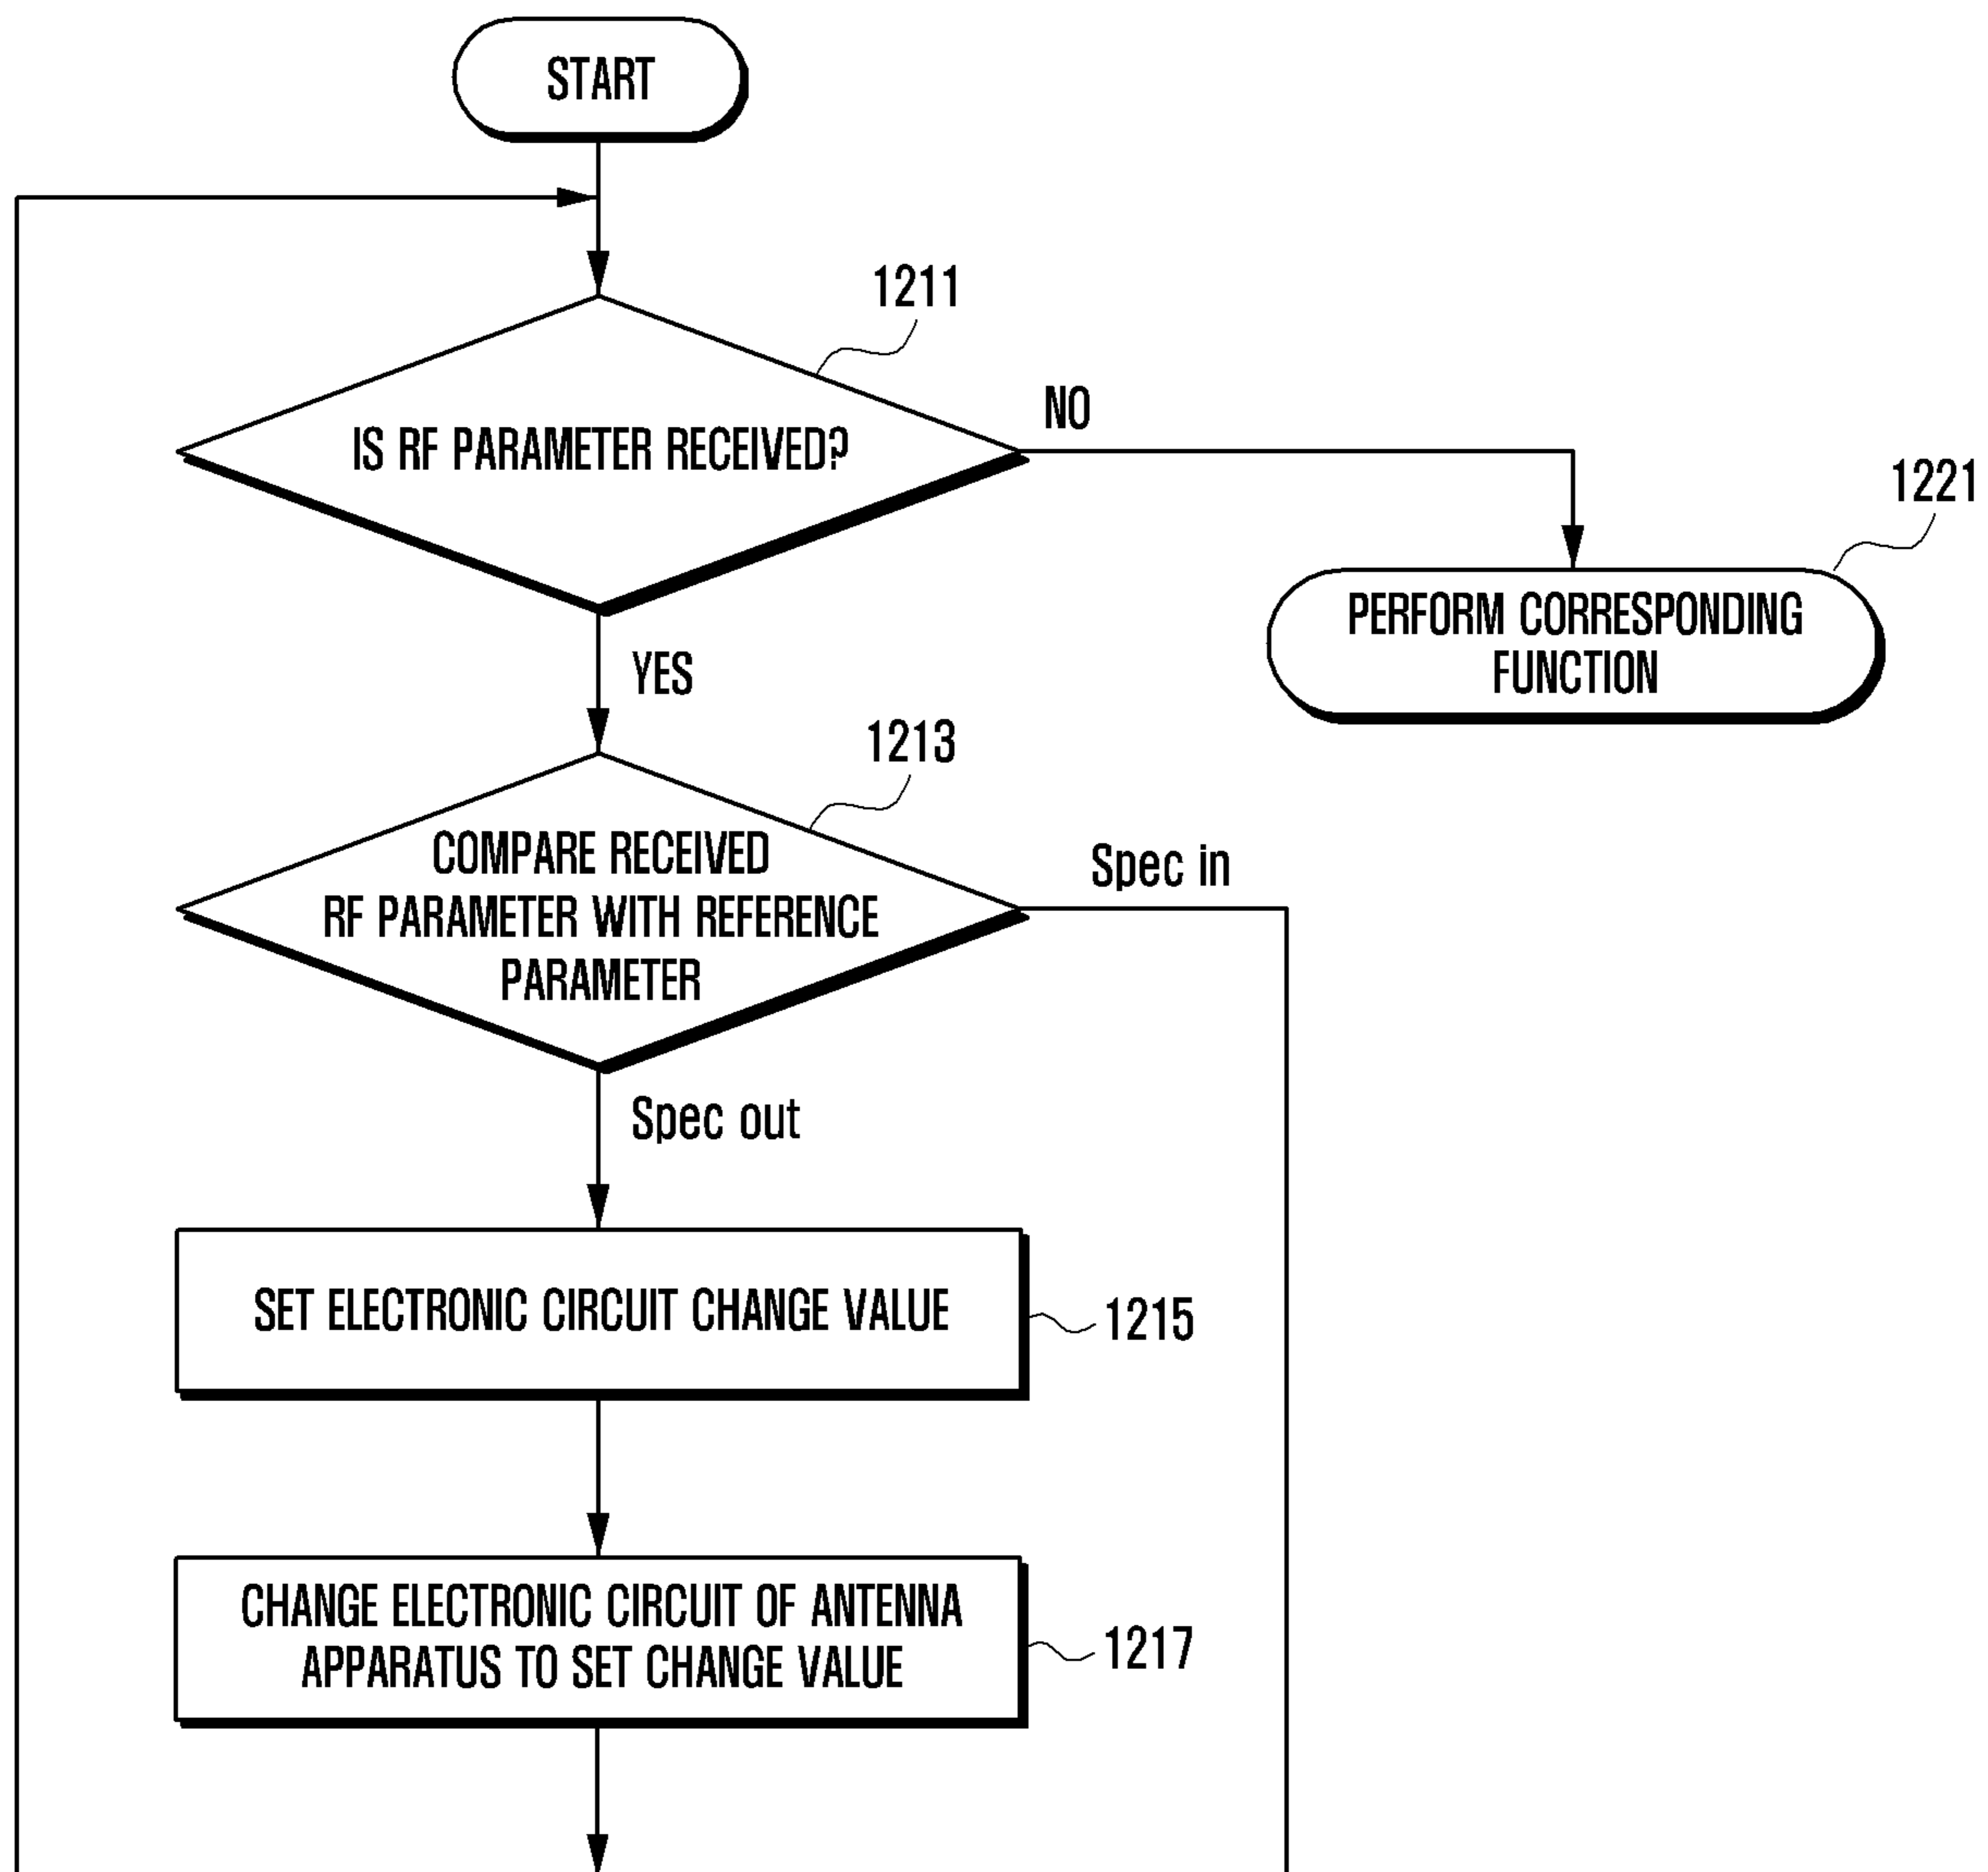 START
1211
IS RF PARAMETER RECEIVED?
NO
1221
PERFORM CORRESPONDING
FUNCTION
YES
1213
COMPARE RECEIVED
RF PARAMETER WITH REFERENCE
PARAMETER
Spec in
Spec out
SET ELECTRONIC CIRCUIT CHANGE VALUE
1215
CHANGE ELECTRONIC CIRCUIT OF ANTENNA
APPARATUS TO SET CHANGE VALUE
1217